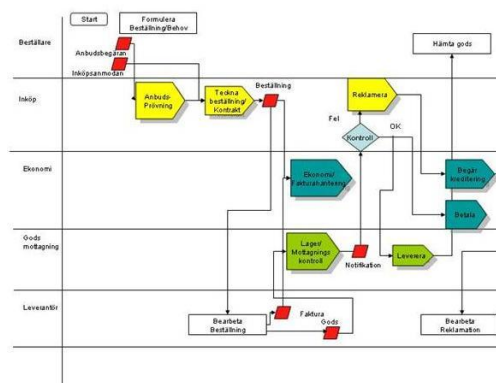 Start
Formulera
Beställning/Behov
Beställare
Anbudsbegäran
Inköpsanmodan
Hämta gods
Inköp
Anbuds-
Prövning
Teckna
beställning/
Kontrakt
Beställning
Reklamera
Fel
OK
Kontroll
Ekonomi
Ekonomi/
Fakturahantering
Begär
kreditering
Betala
Gods
mottagning
Lager/
Mottagnings
kontroll
Notifikation
Leverera
Leverantör
Bearbeta
Beställning
Faktura
Gods
Bearbeta
Reklamation